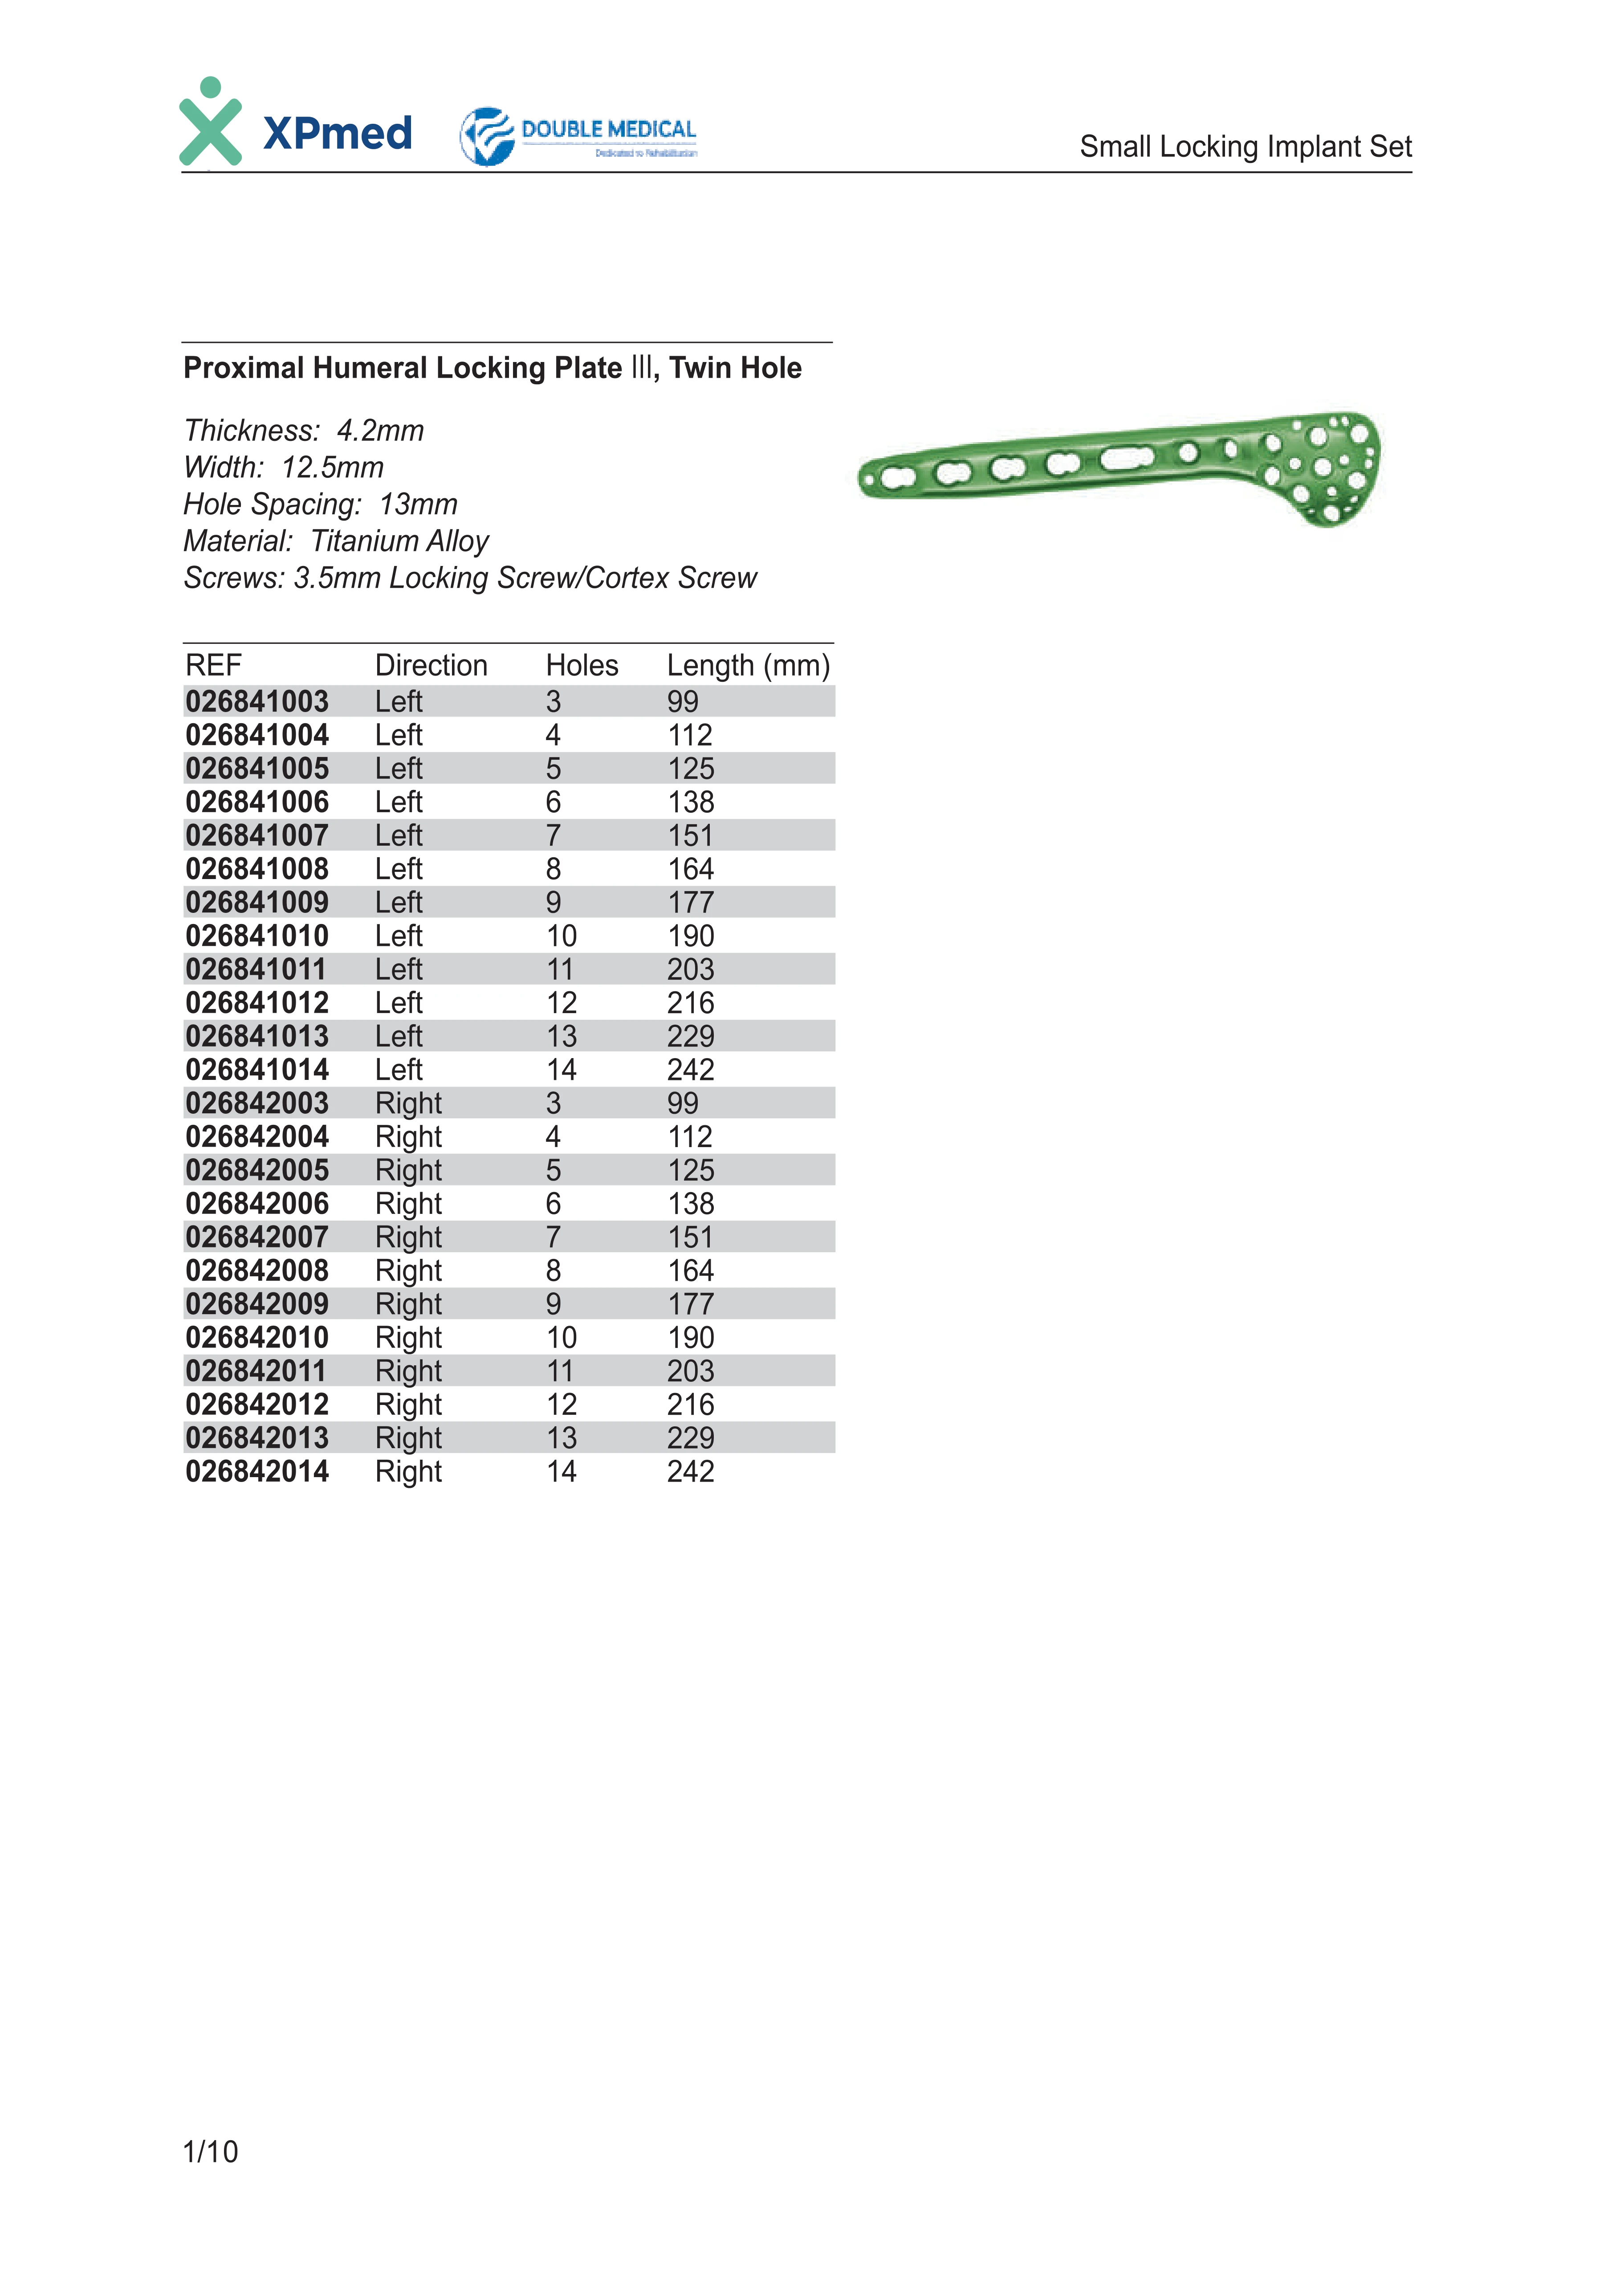 XPmed
DOUBLE MEDICAL
Dedicated to Rehabilitation
Small Locking Implant Set
Proximal Humeral Locking Plate III, Twin Hole
Thickness: 4.2mm
Width: 12.5mm
Hole Spacing: 13mm
Material: Titanium Alloy
Screws: 3.5mm Locking Screw/Cortex Screw
REF Direction Holes Length (mm)
026841003 Left 3 99
026841004 Left 4 112
026841005 Left 5 125
026841006 Left 6 138
026841007 Left 7 151
026841008 Left 8 164
026841009 Left 9 177
026841010 Left 10 190
026841011 Left 11 203
026841012 Left 12 216
026841013 Left 13 229
026841014 Left 14 242
026842003 Right 3 99
026842004 Right 4 112
026842005 Right 5 125
026842006 Right 6 138
026842007 Right 7 151
026842008 Right 8 164
026842009 Right 9 177
026842010 Right 10 190
026842011 Right 11 203
026842012 Right 12 216
026842013 Right 13 229
026842014 Right 14 242
1/10